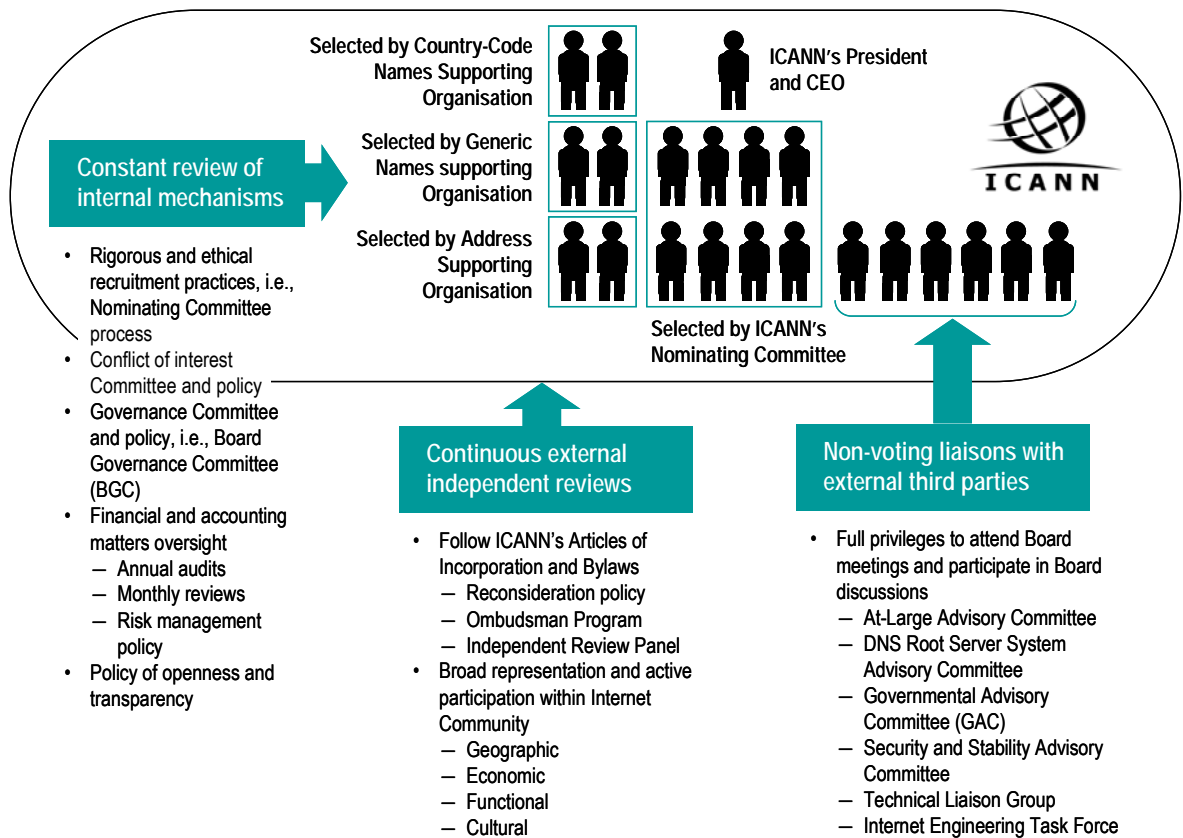 Selected by Country-Code
Names Supporting
Organisation
ICANN's President
and CEO
ICANN
Selected by Generic
Names supporting
Organisation
Selected by Address
Supporting
Organisation
Selected by ICANN's
Nominating Committee
Constant review of
internal mechanisms
• Rigorous and ethical
recruitment practices, i.e.,
Nominating Committee
process
• Conflict of interest
Committee and policy
• Governance Committee
and policy, i.e., Board
Governance Committee
(BGC)
• Financial and accounting
matters oversight
– Annual audits
– Monthly reviews
– Risk management
policy
• Policy of openness and
transparency
Continuous external
independent reviews
• Follow ICANN's Articles of
Incorporation and Bylaws
– Reconsideration policy
– Ombudsman Program
– Independent Review Panel
• Broad representation and active
participation within Internet
Community
– Geographic
– Economic
– Functional
– Cultural
Non-voting liaisons with
external third parties
• Full privileges to attend Board
meetings and participate in Board
discussions
– At-Large Advisory Committee
– DNS Root Server System
Advisory Committee
– Governmental Advisory
Committee (GAC)
– Security and Stability Advisory
Committee
– Technical Liaison Group
– Internet Engineering Task Force